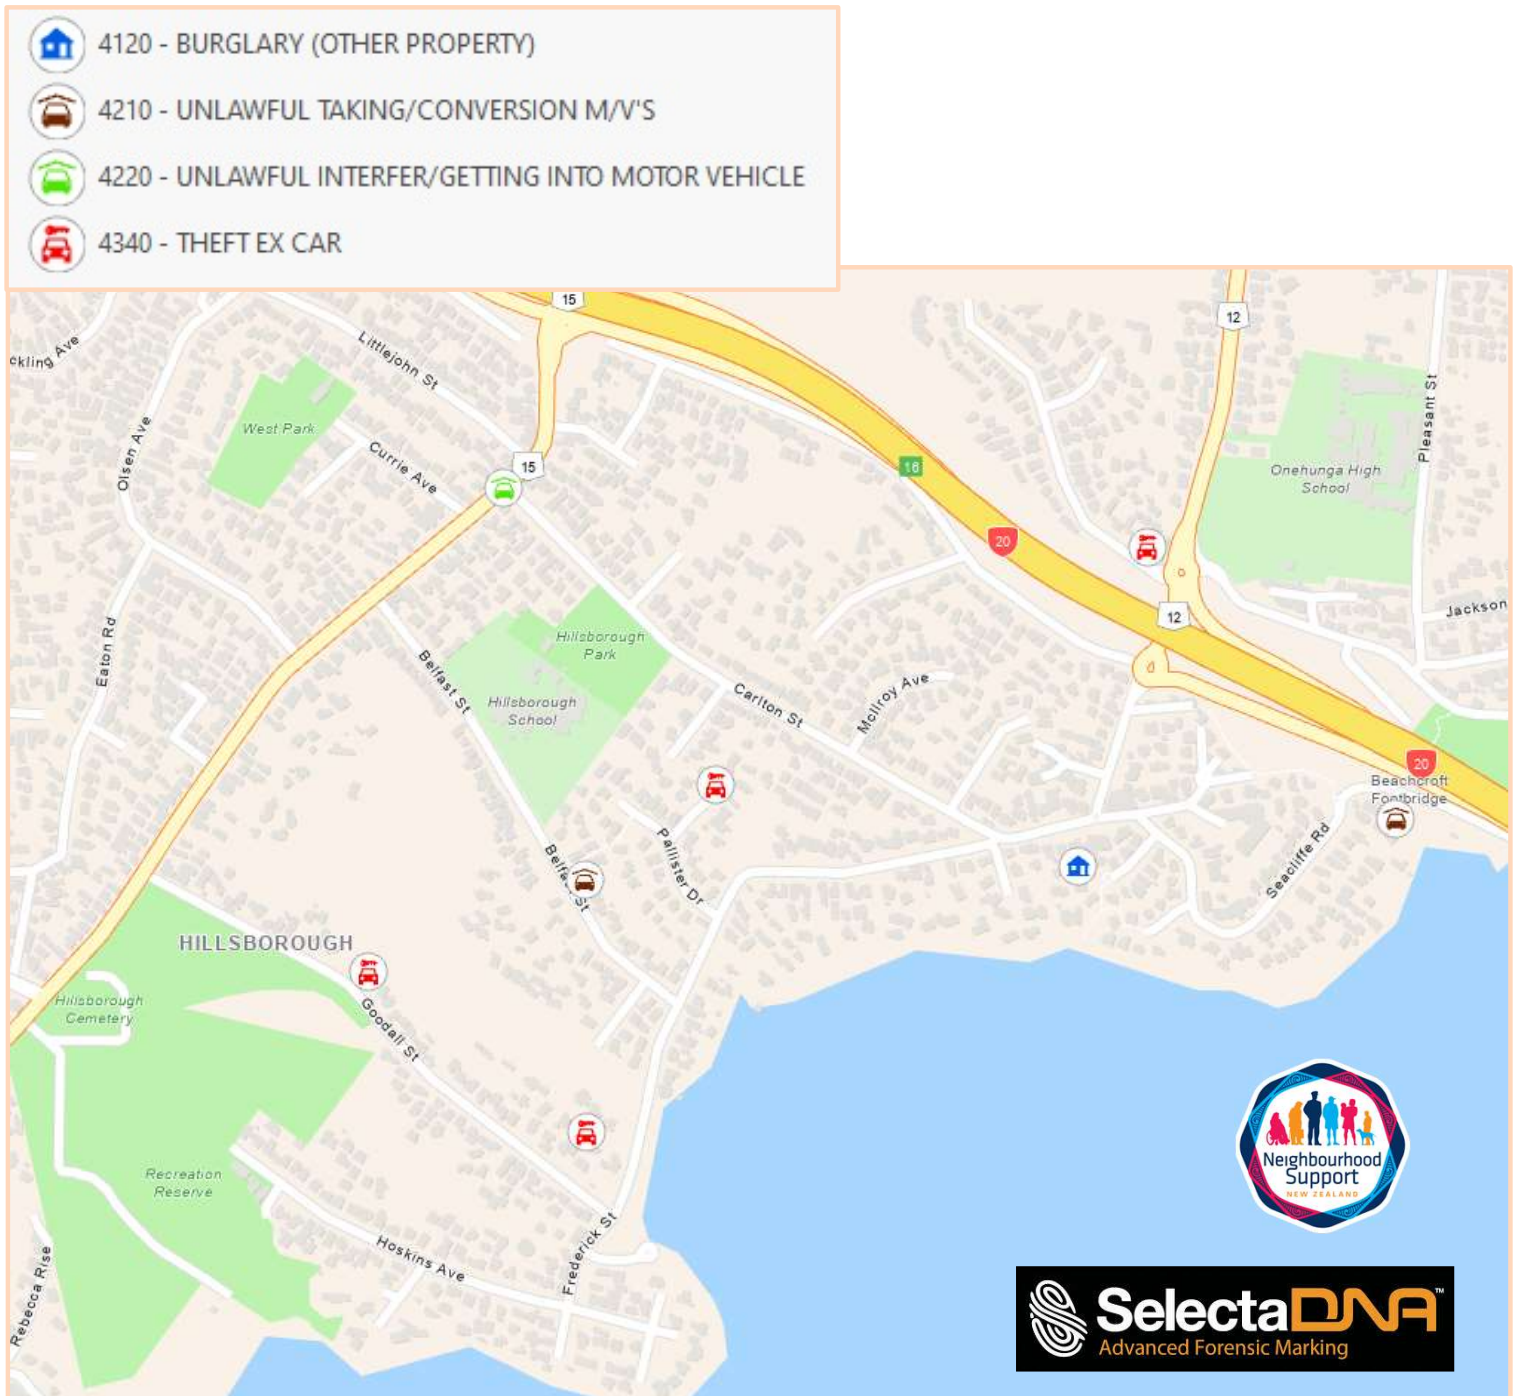 4120 - BURGLARY (OTHER PROPERTY)
4210 - UNLAWFUL TAKING/CONVERSION M/V'S
4220 - UNLAWFUL INTERFER/GETTING INTO MOTOR VEHICLE
4340 - THEFT EX CAR
15
12
ckling Ave
Littlejohn St
Olsen Ave
West Park
Currie Ave
15
16
20
Pleasant St
Onehunga High
School
12
Jackson
Eaton Rd
Hillsborough
Park
Belfast St
Hillsborough
School
Carlton St
McIlroy Ave
20
Beachcroft
Footbridge
Pallister Dr
Seacliffe Rd
Belfa
St
HILLSBOROUGH
Hillsborough
Cemetery
Goodall St
Recreation
Reserve
Hoskins Ave
Frederick St
Rebecca Rise
Neighbourhood
Support
NEW ZEALAND
SelectaDNA™
Advanced Forensic Marking